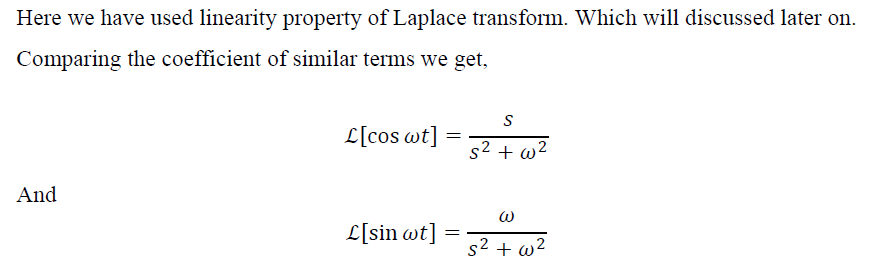 Here we have used linearity property of Laplace transform. Which will discussed later on.
Comparing the coefficient of similar terms we get,
ℒ[cos ωt] = s / (s² + ω²)
And
ℒ[sin ωt] = ω / (s² + ω²)